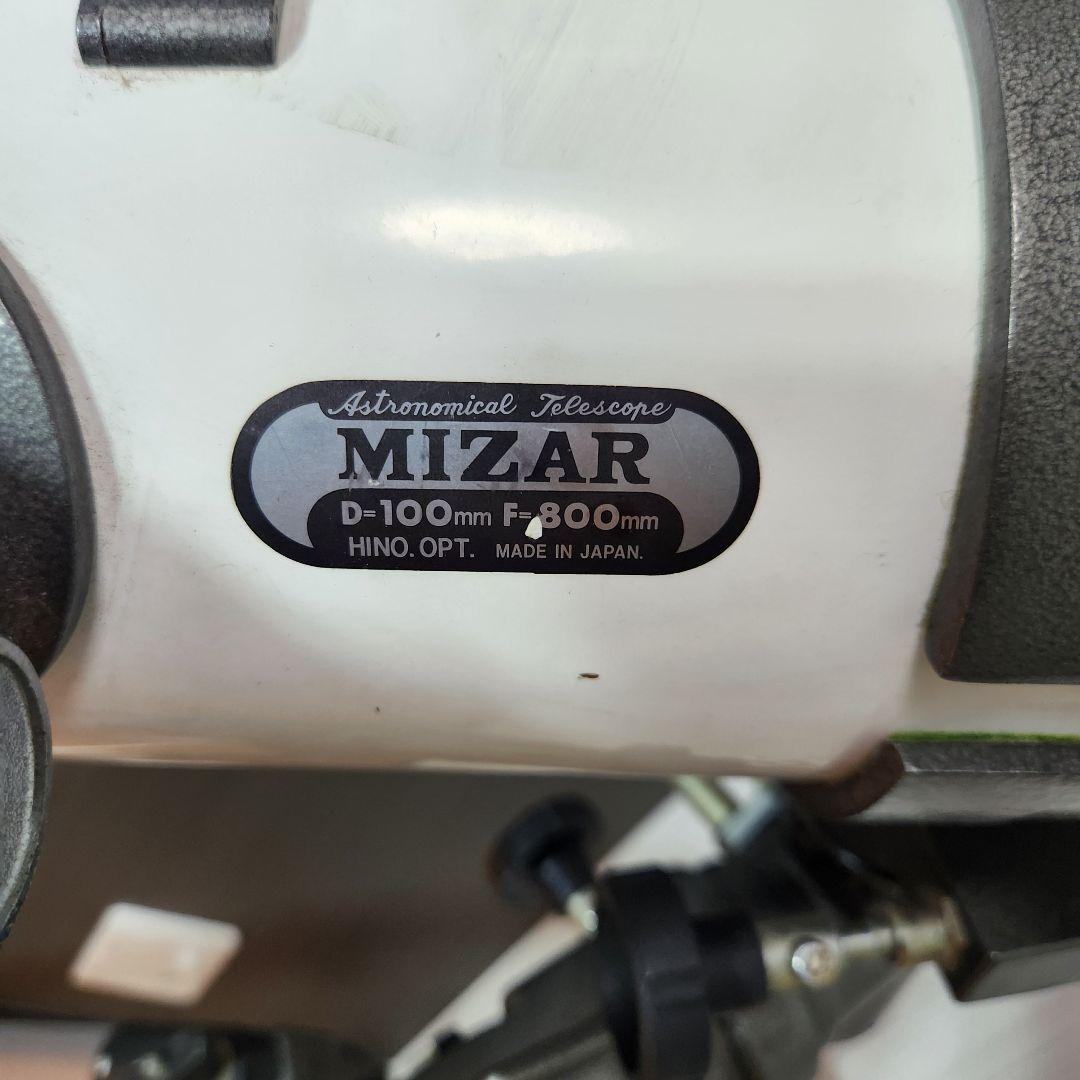 Astronomical Telescope
MIZAR
D=100mm F=800mm
HINO. OPT. MADE IN JAPAN.